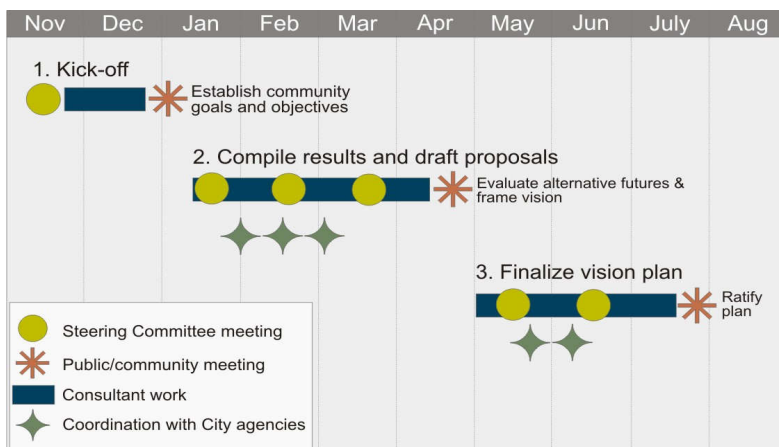 Nov Dec Jan Feb Mar Apr May Jun July Aug
1. Kick-off
Establish community
goals and objectives
2. Compile results and draft proposals
Evaluate alternative futures &
frame vision
3. Finalize vision plan
Ratify
plan
Steering Committee meeting
Public/community meeting
Consultant work
Coordination with City agencies